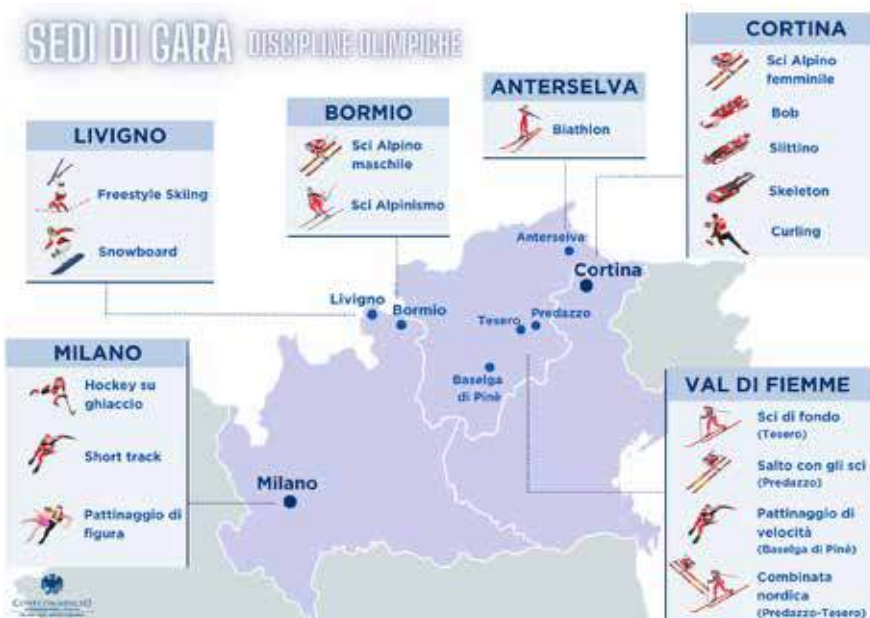 SEDI DI GARA DISCIPLINE OLIMPICHE
CORTINA
Sci Alpino
femminile
Bob
Slittino
Skeleton
Curling
ANTERSELVA
Biathlon
BORMIO
Sci Alpino
maschile
Sci Alpinismo
LIVIGNO
Freestyle Skiing
Snowboard
Anterselva
Cortina
Livigno
Bormio
Tesero
Predazzo
Baselga
di Pinè
Milano
MILANO
Hockey su
ghiaccio
Short track
Pattinaggio di
figura
VAL DI FIEMME
Sci di fondo
(Tesero)
Salto con gli sci
(Predazzo)
Pattinaggio di
velocità
(Baselga di Pinè)
Combinata
nordica
(Predazzo-Tesero)